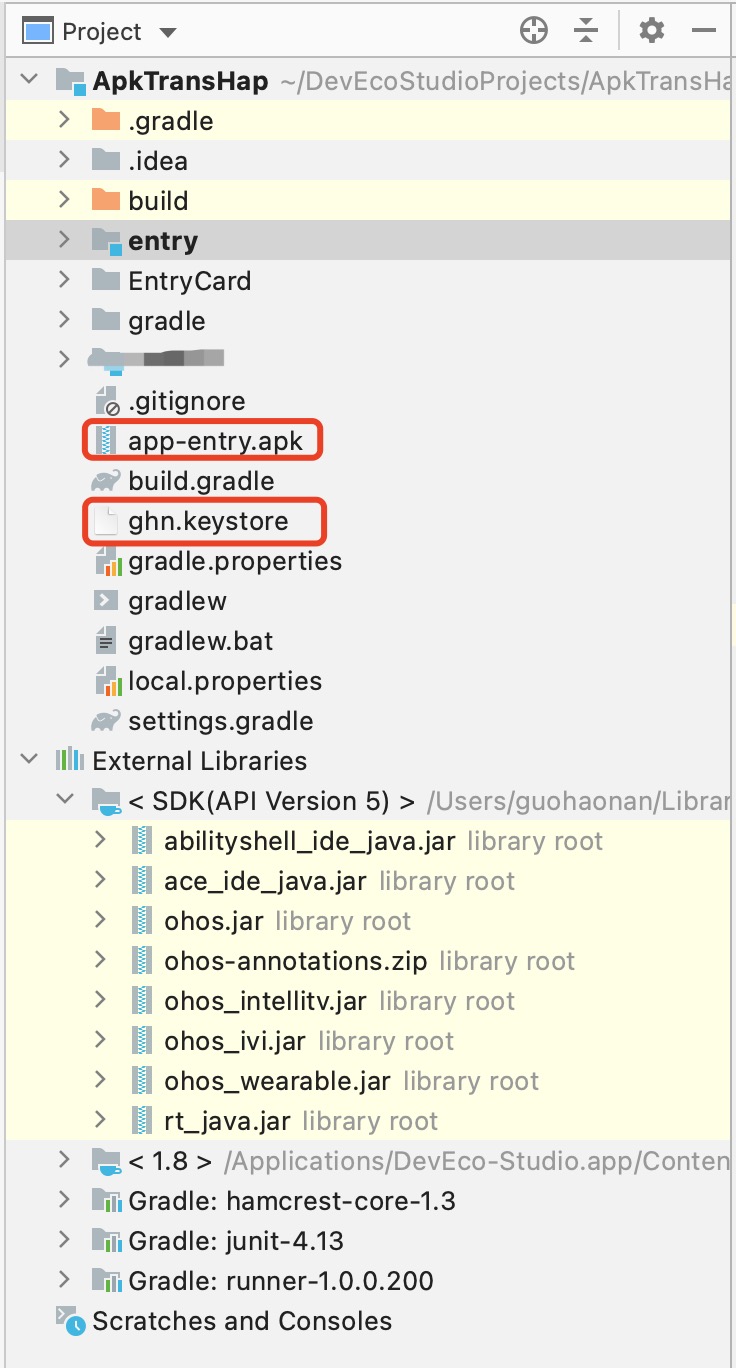 Project
ApkTransHap ~/DevEcoStudioProjects/ApkTransHa
.gradle
.idea
build
entry
EntryCard
gradle
.gitignore
app-entry.apk
build.gradle
ghn.keystore
gradle.properties
gradlew
gradlew.bat
local.properties
settings.gradle
External Libraries
< SDK(API Version 5) > /Users/guohaonan/Librar
abilityshell_ide_java.jar library root
ace_ide_java.jar library root
ohos.jar library root
ohos-annotations.zip library root
ohos_intellitv.jar library root
ohos_ivi.jar library root
ohos_wearable.jar library root
rt_java.jar library root
< 1.8 > /Applications/DevEco-Studio.app/Conten
Gradle: hamcrest-core-1.3
Gradle: junit-4.13
Gradle: runner-1.0.0.200
Scratches and Consoles